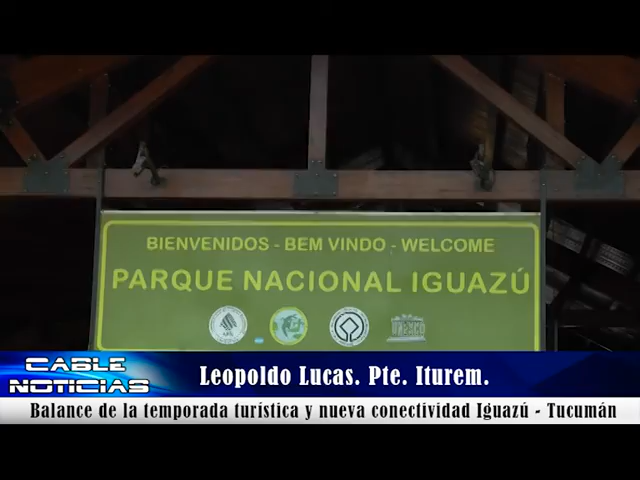 BIENVENIDOS - BEM VINDO - WELCOME
PARQUE NACIONAL IGUAZÚ
UNESCO
CABLE
NOTICIAS
Leopoldo Lucas. Pte. Iturem.
Balance de la temporada turística y nueva conectividad Iguazú - Tucumán